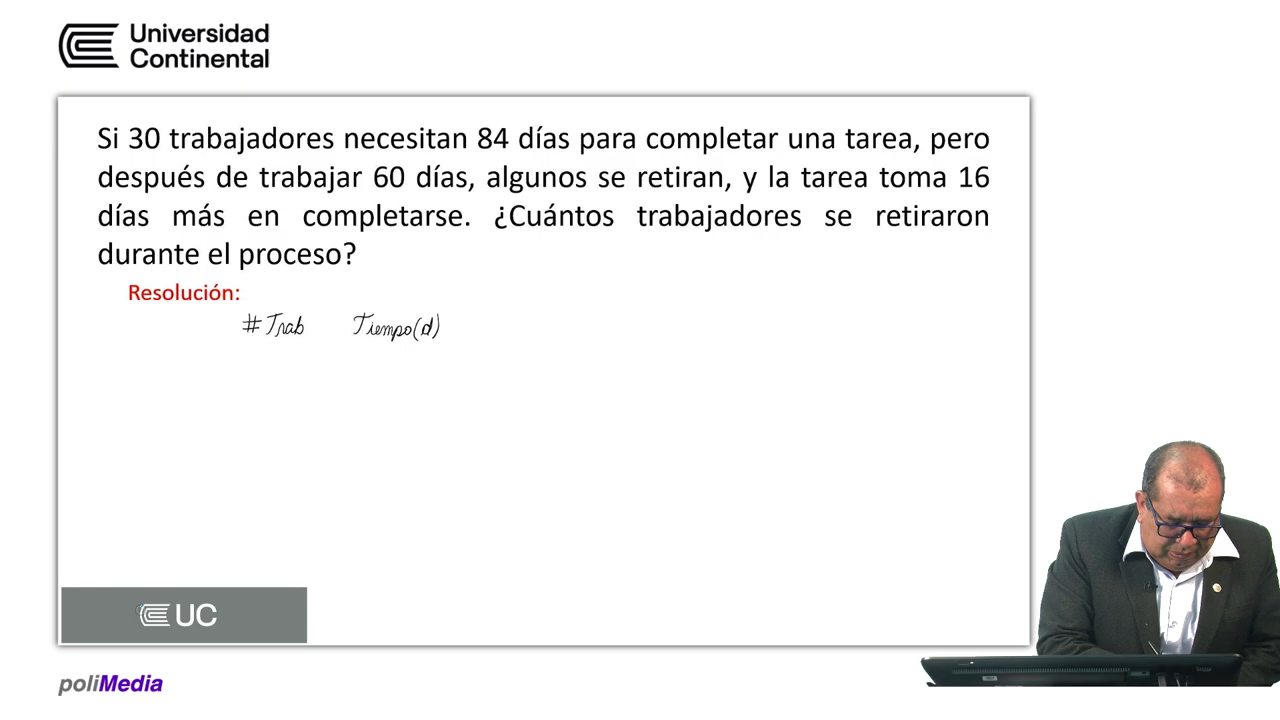 Universidad
Continental
Si 30 trabajadores necesitan 84 días para completar una tarea, pero
después de trabajar 60 días, algunos se retiran, y la tarea toma 16
días más en completarse. ¿Cuántos trabajadores se retiraron
durante el proceso?
Resolución:
#Trab Tiempo(d)
UC
poliMedia